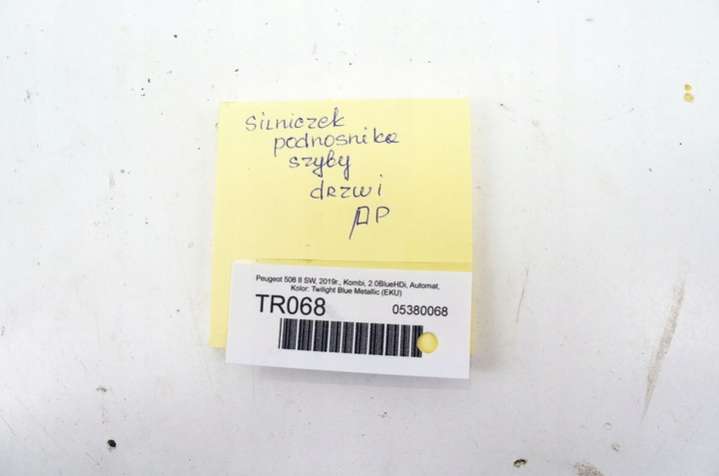 Silniczek
podnosnika
szyby
drzwi
PP
Peugeot 508 II SW, 2019r., Kombi, 2.0BlueHDi, Automat,
Kolor: Twilight Blue Metallic (EKU)
TR068
05380068